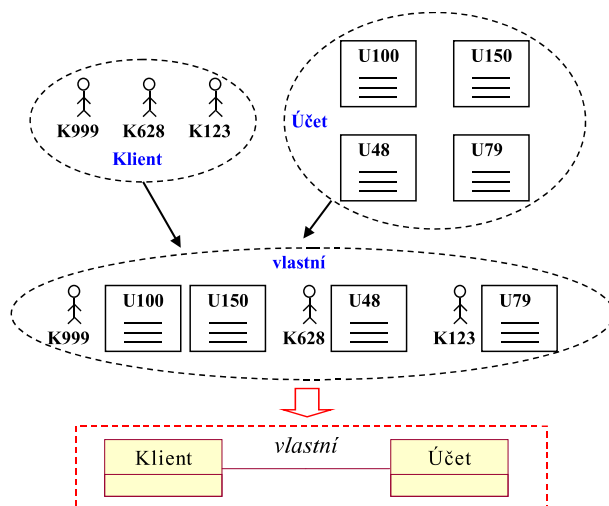 U100 U150
K999 K628 K123
Klient
Účet
U48 U79
vlastní
U100 U150 U48 U79
K999 K628 K123
vlastní
Klient Účet